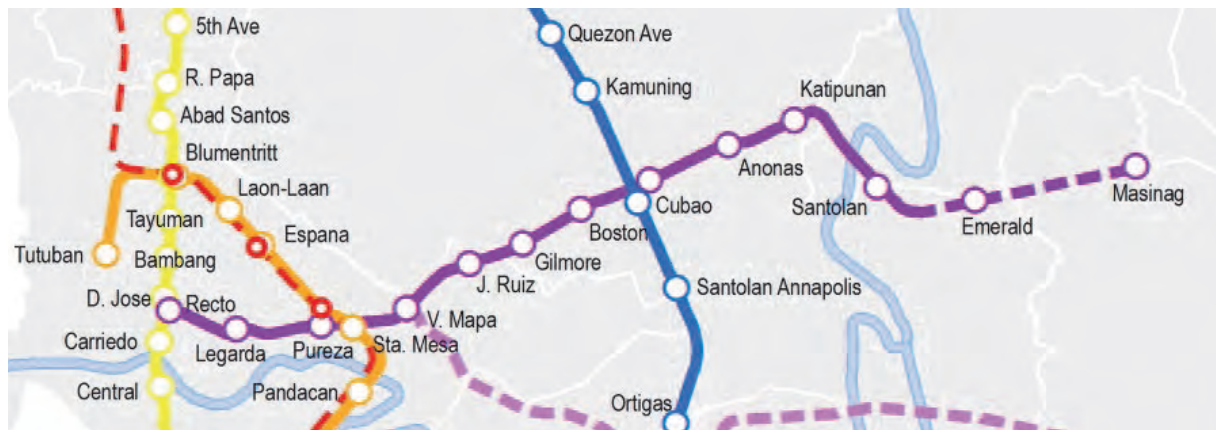 5th Ave
Quezon Ave
R. Papa
Kamuning
Katipunan
Abad Santos
Blumentritt
Anonas
Laon-Laan
Masinag
Tayuman
Cubao
Santolan
Espana
Boston
Emerald
Tutuban
Bambang
Gilmore
J. Ruiz
Santolan Annapolis
D. Jose
Recto
V. Mapa
Carriedo
Legarda
Pureza
Sta. Mesa
Central
Pandacan
Ortigas